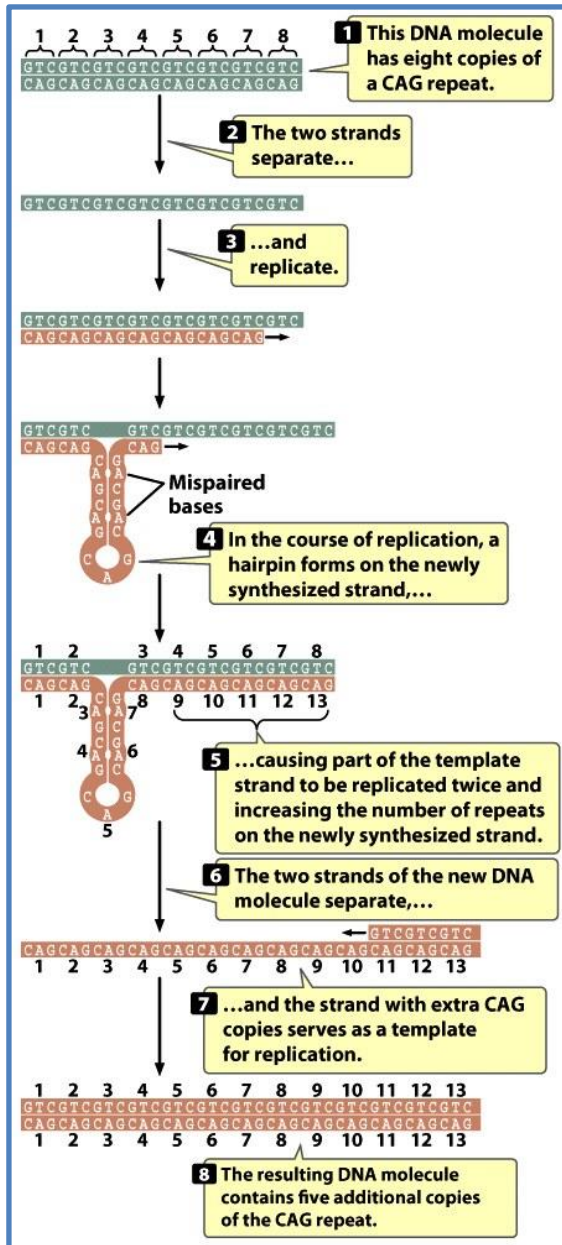 1 2 3 4 5 6 7 8
GTCGTCGTCGTCGTCGTCGTCGTC
CAGCAGCAGCAGCAGCAGCAGCAG
1 This DNA molecule
has eight copies of
a CAG repeat.
2 The two strands
separate…
GTCGTCGTCGTCGTCGTCGTCGTC
3 …and
replicate.
GTCGTCGTCGTCGTCGTCGTCGTC
CAGCAGCAGCAGCAGCAGCAG
GTCGTC GTCGTCGTCGTCGTCGTC
CAGCAG CAG
CAGCAG C A G CAGCAG
Mispaired
bases
4 In the course of replication, a
hairpin forms on the newly
synthesized strand,…
1 2 3 4 5 6 7 8
GTCGTC GTCGTCGTCGTCGTCGTC
CAGCAG CAGCAGCAGCAGCAGCAG
1 2 8 9 10 11 12 13
3 7
4 6
CAGCAG C A G CAGCAG
5
5 …causing part of the template
strand to be replicated twice and
increasing the number of repeats
on the newly synthesized strand.
6 The two strands of the new DNA
molecule separate,…
GTCGTCGTC
CAGCAGCAGCAGCAGCAGCAGCAGCAGCAGCAGCAGCAG
1 2 3 4 5 6 7 8 9 10 11 12 13
7 …and the strand with extra CAG
copies serves as a template
for replication.
1 2 3 4 5 6 7 8 9 10 11 12 13
GTCGTCGTCGTCGTCGTCGTCGTCGTCGTCGTCGTCGTC
CAGCAGCAGCAGCAGCAGCAGCAGCAGCAGCAGCAGCAG
1 2 3 4 5 6 7 8 9 10 11 12 13
8 The resulting DNA molecule
contains five additional copies
of the CAG repeat.